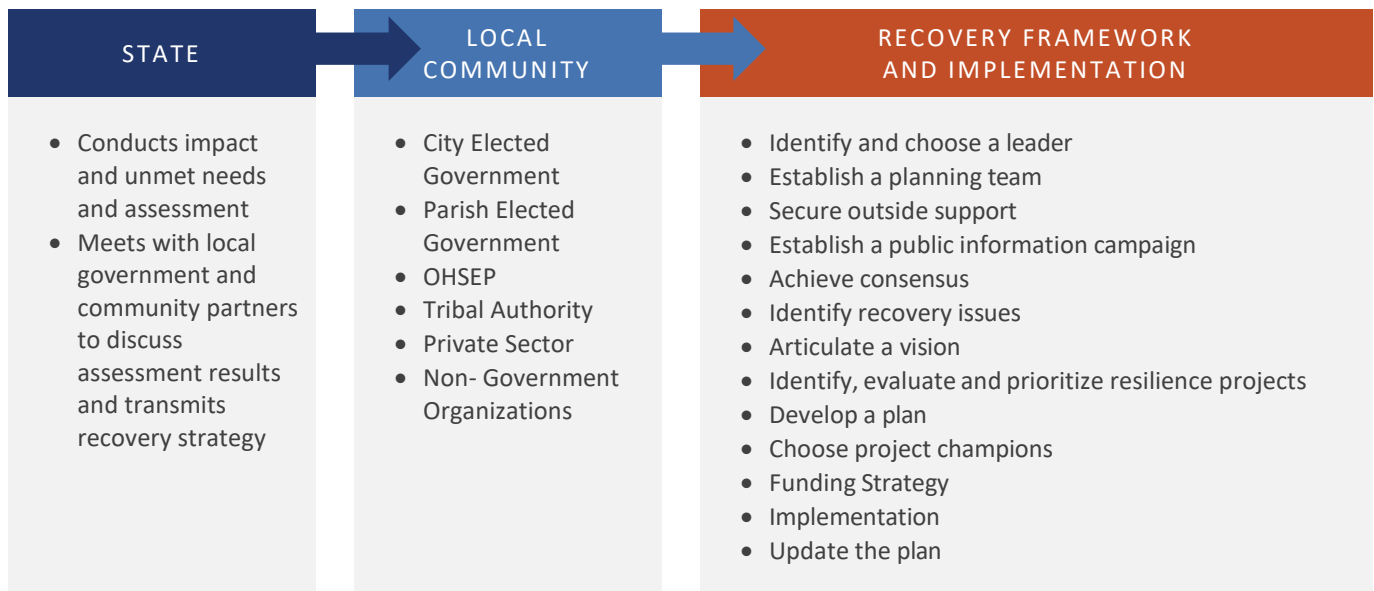 STATE
• Conducts impact
and unmet needs
and assessment
• Meets with local
government and
community partners
to discuss
assessment results
and transmits
recovery strategy
LOCAL
COMMUNITY
• City Elected
Government
• Parish Elected
Government
• OHSEP
• Tribal Authority
• Private Sector
• Non- Government
Organizations
RECOVERY FRAMEWORK
AND IMPLEMENTATION
• Identify and choose a leader
• Establish a planning team
• Secure outside support
• Establish a public information campaign
• Achieve consensus
• Identify recovery issues
• Articulate a vision
• Identify, evaluate and prioritize resilience projects
• Develop a plan
• Choose project champions
• Funding Strategy
• Implementation
• Update the plan